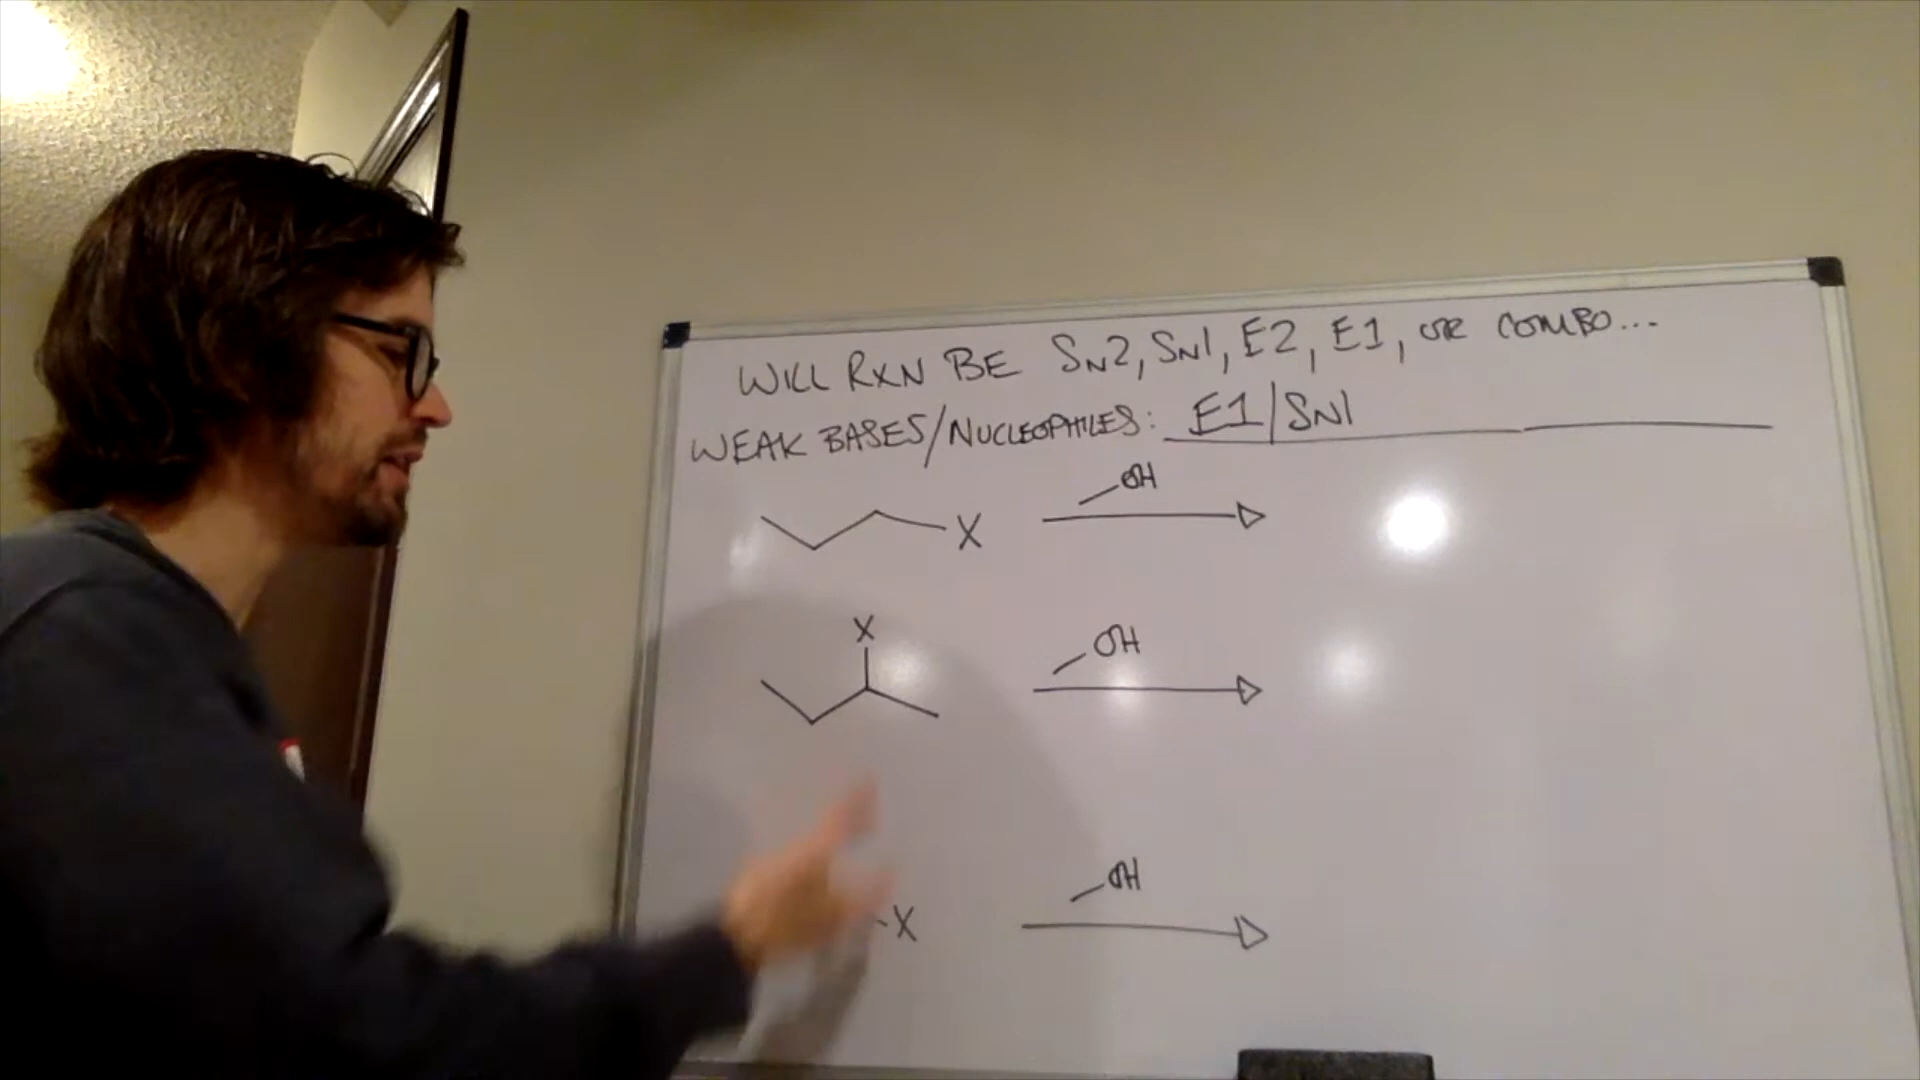 WILL RXN BE SN2, SN1, E2, E1, OR COMBO...
WEAK BASES/NUCLEOPHILES: E1/SN1
OH
X
X
OH
OH
X